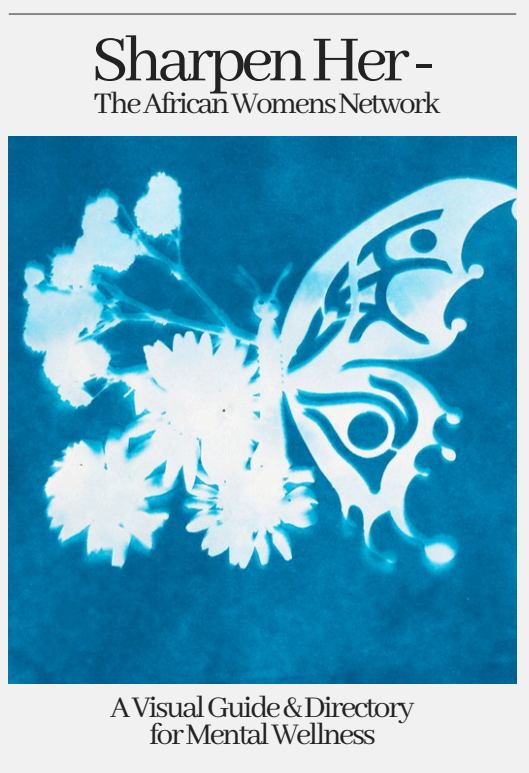 Sharpen Her -
The African Womens Network
A Visual Guide & Directory
for Mental Wellness